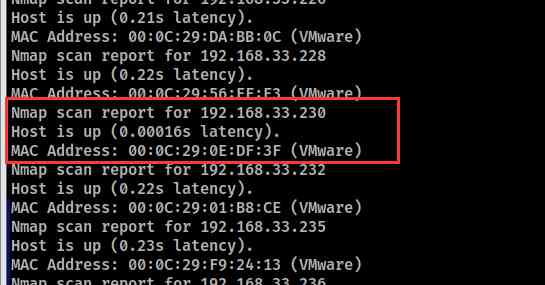 Nmap scan report for 192.168.33.226
Host is up (0.21s latency).
MAC Address: 00:0C:29:DA:BB:0C (VMware)
Nmap scan report for 192.168.33.228
Host is up (0.22s latency).
MAC Address: 00:0C:29:56:EE:E3 (VMware)
Nmap scan report for 192.168.33.230
Host is up (0.00016s latency).
MAC Address: 00:0C:29:0E:DF:3F (VMware)
Nmap scan report for 192.168.33.232
Host is up (0.22s latency).
MAC Address: 00:0C:29:01:B8:CE (VMware)
Nmap scan report for 192.168.33.235
Host is up (0.23s latency).
MAC Address: 00:0C:29:F9:24:13 (VMware)
Nmap scan report for 192.168.33.236